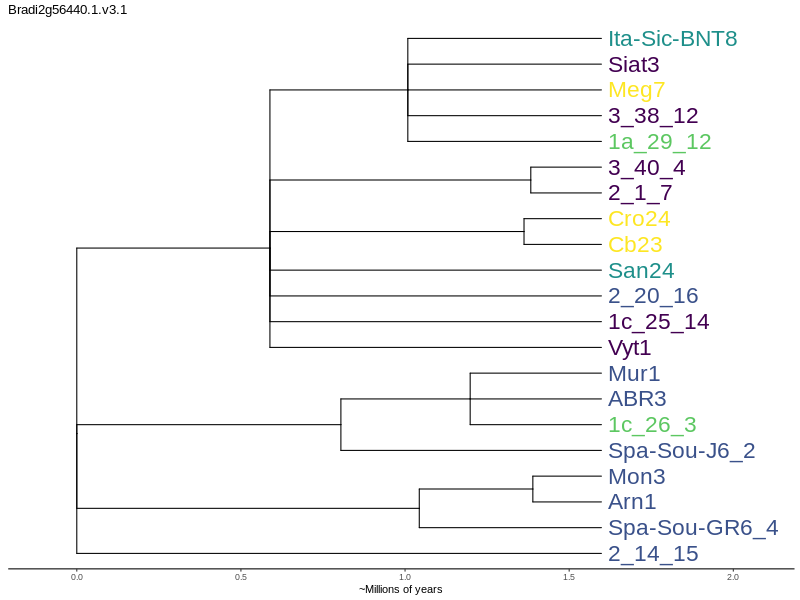 Bradi2g56440.1.v3.1
Ita-Sic-BNT8
Siat3
Meg7
3_38_12
1a_29_12
3_40_4
2_1_7
Cro24
Cb23
San24
2_20_16
1c_25_14
Vyt1
Mur1
ABR3
1c_26_3
Spa-Sou-J6_2
Mon3
Arn1
Spa-Sou-GR6_4
2_14_15
0.0 0.5 1.0 1.5 2.0
~Millions of years